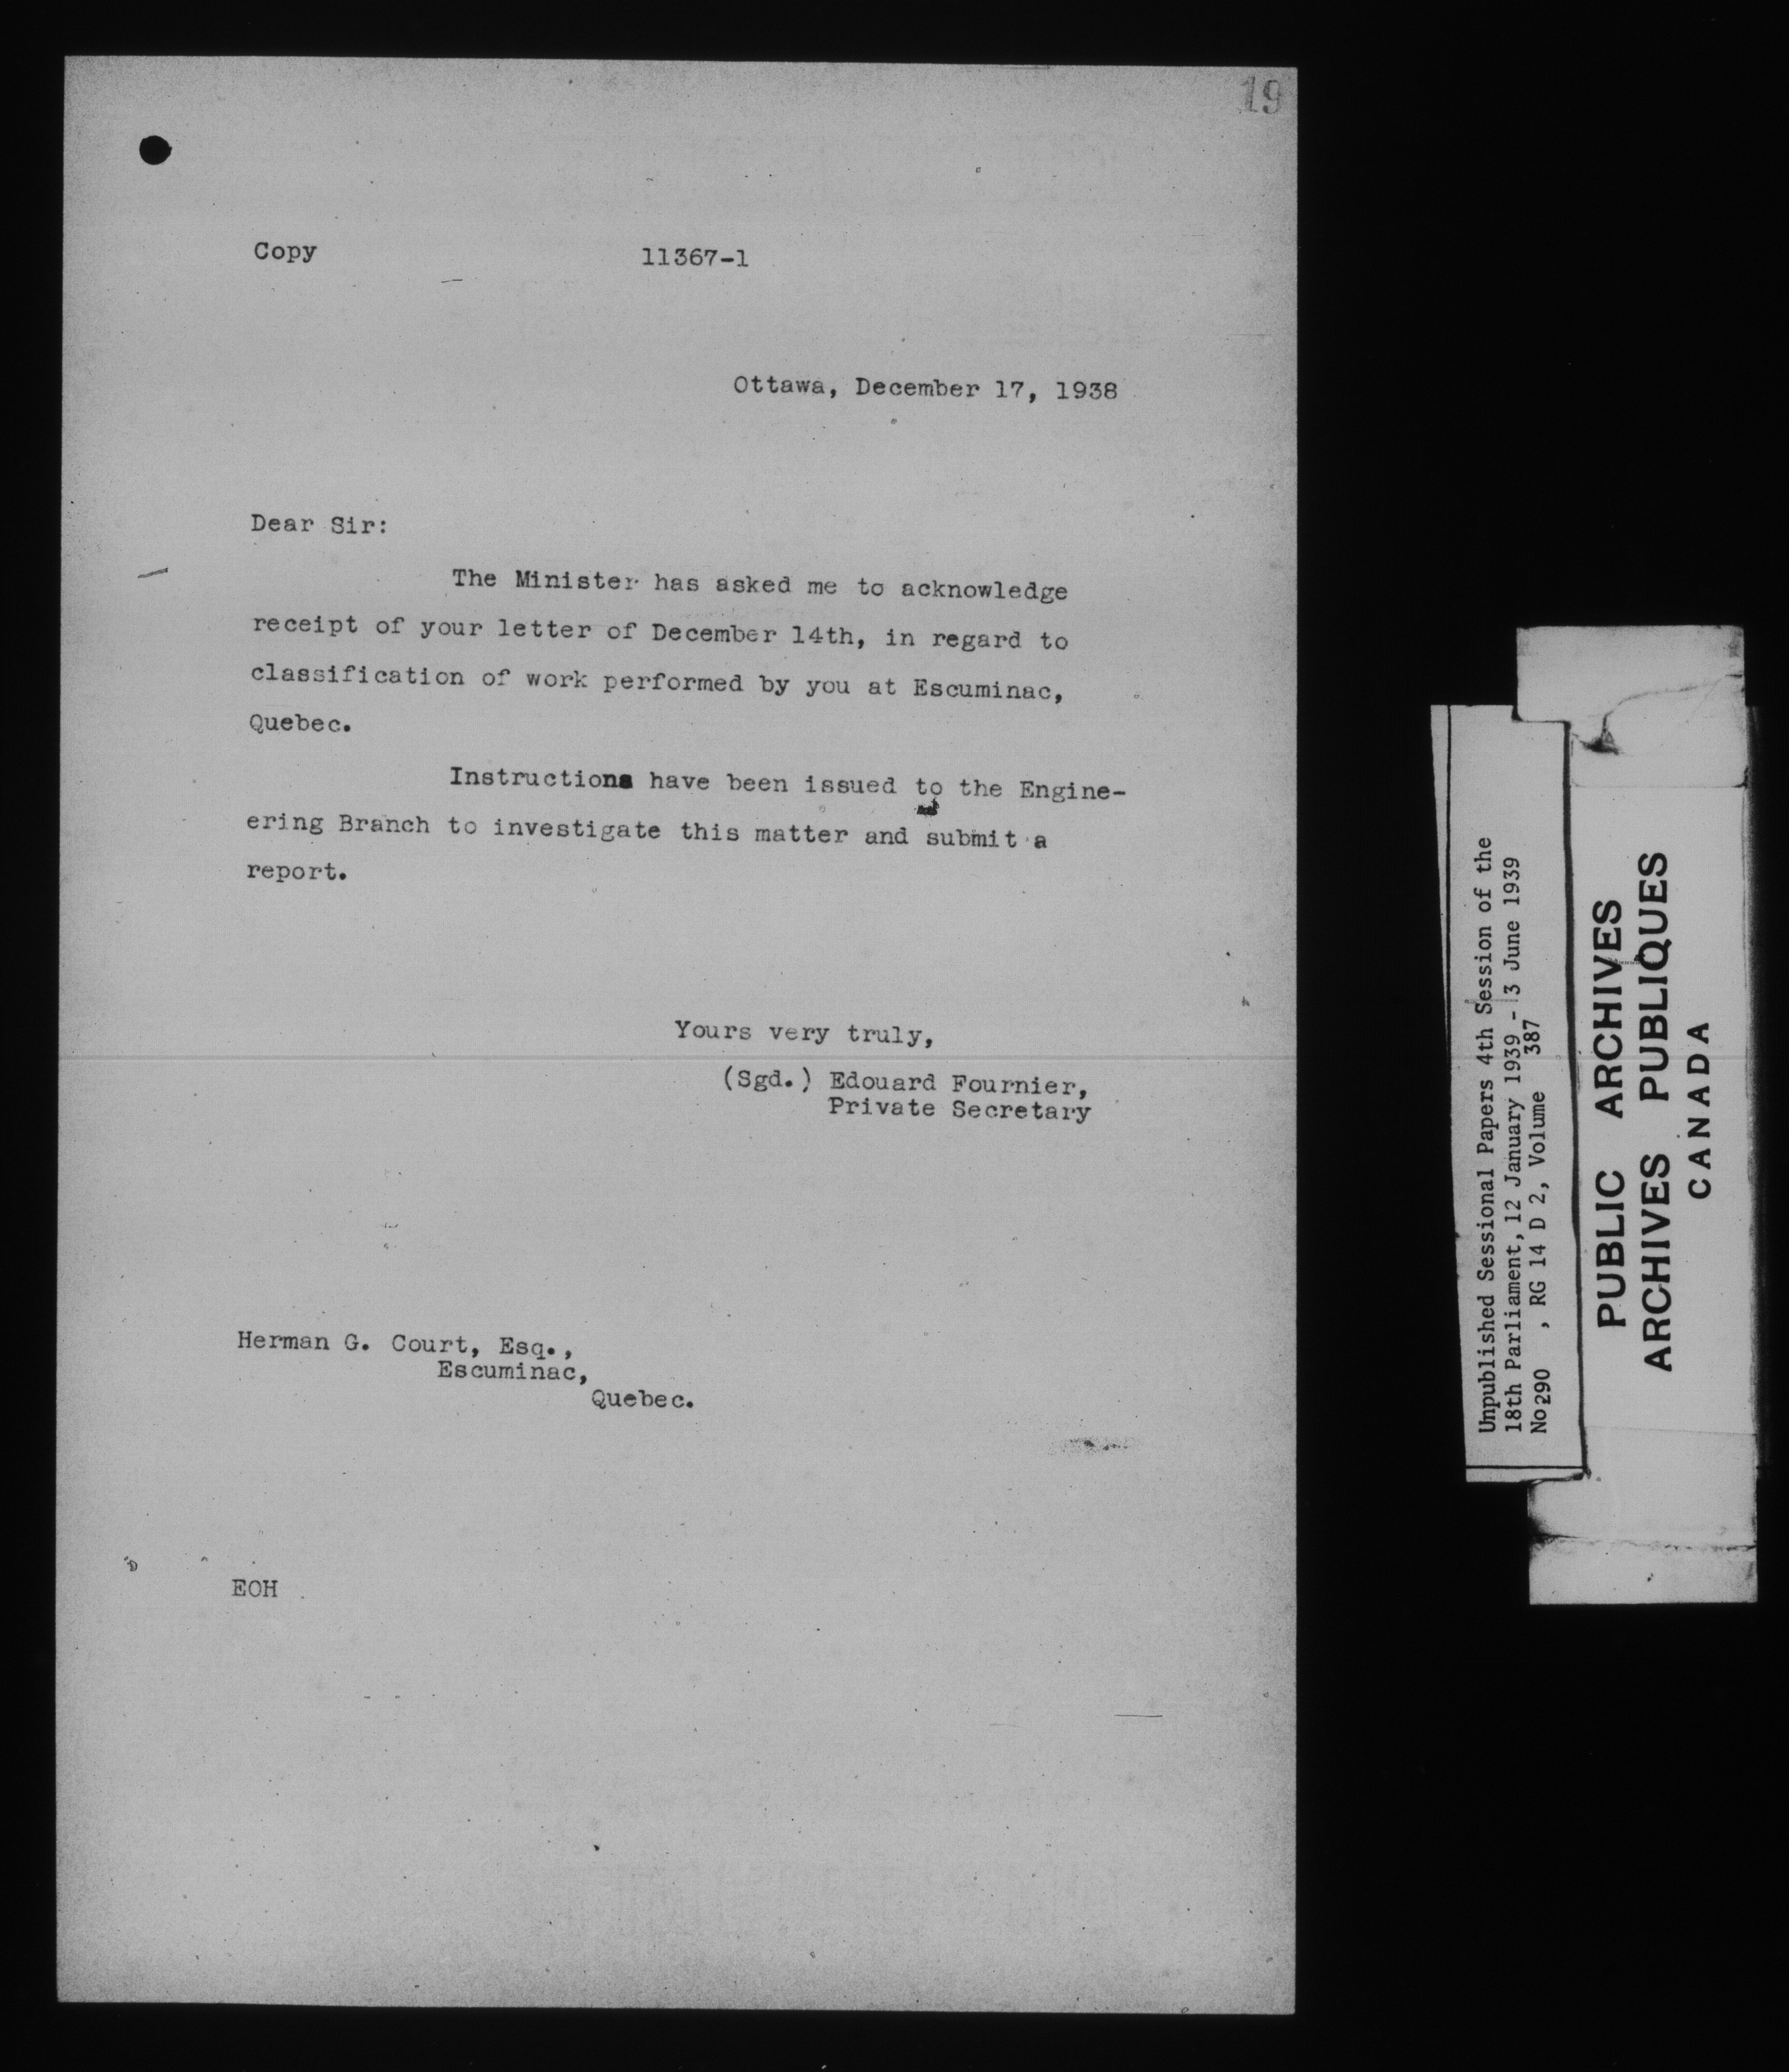 19
Copy 11367-1
Ottawa, December 17, 1938
Dear Sir:
The Minister has asked me to acknowledge
receipt of your letter of December 14th, in regard to
classification of work performed by you at Escuminac,
Quebec.
Instructions have been issued to the Engine-
ering Branch to investigate this matter and submit a
report.
Yours very truly,
(Sgd.) Edouard Fournier,
Private Secretary
Herman G. Court, Esq.,
Escuminac,
Quebec.
EOH
Unpublished Sessional Papers 4th Session of the
18th Parliament, 12 January 1939 - 3 June 1939
No 290 , RG 14 D 2, Volume 387
PUBLIC ARCHIVES
ARCHIVES PUBLIQUES
CANADA